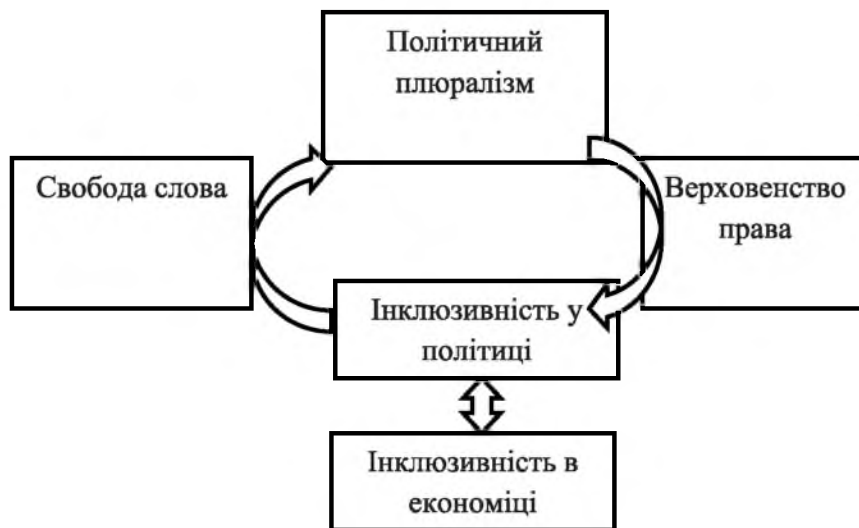 Політичний
плюралізм
Свобода слова
Верховенство
права
Інклюзивність у
політиці
Інклюзивність в
економіці